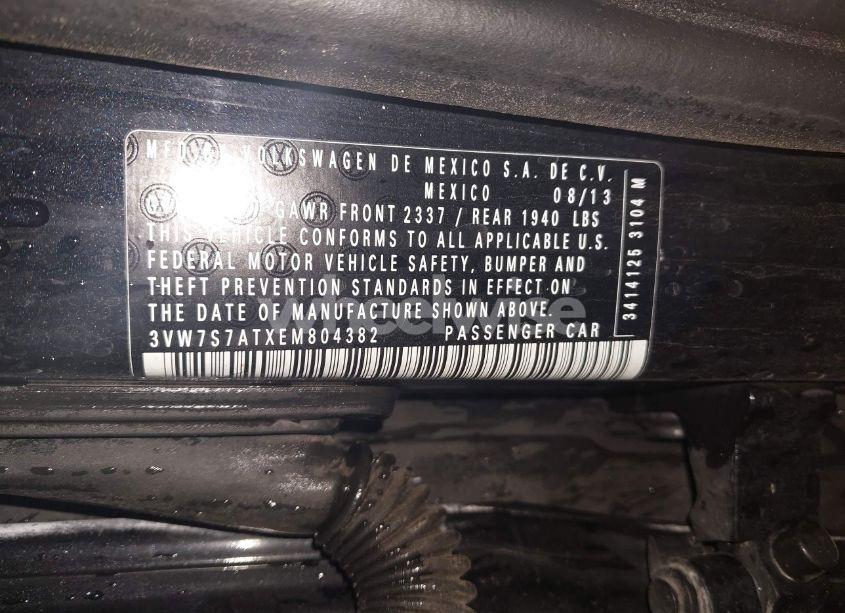 VOLKSWAGEN DE MEXICO S.A. DE C.V.
MEXICO 08/13
GAWR FRONT 2337 / REAR 1940 LBS
THIS VEHICLE CONFORMS TO ALL APPLICABLE U.S.
FEDERAL MOTOR VEHICLE SAFETY, BUMPER AND
THEFT PREVENTION STANDARDS IN EFFECT ON
THE DATE OF MANUFACTURE SHOWN ABOVE.
3VW7S7ATXEM804382 PASSENGER CAR
3414125 3104 M